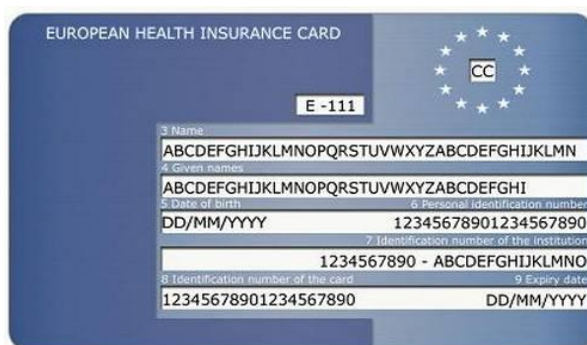 EUROPEAN HEALTH INSURANCE CARD
CC
E -111
3 Name
ABCDEFGHIJKLMNOPQRSTUVWXYZABCDEFGHIJKLMN
4 Given names
ABCDEFGHIJKLMNOPQRSTUVWXYZABCDEFGHI
5 Date of birth 6 Personal identification number
DD/MM/YYYY 12345678901234567890
7 Identification number of the institution
1234567890 - ABCDEFGHIJKLMNO
8 Identification number of the card 9 Expiry date
12345678901234567890 DD/MM/YYYY